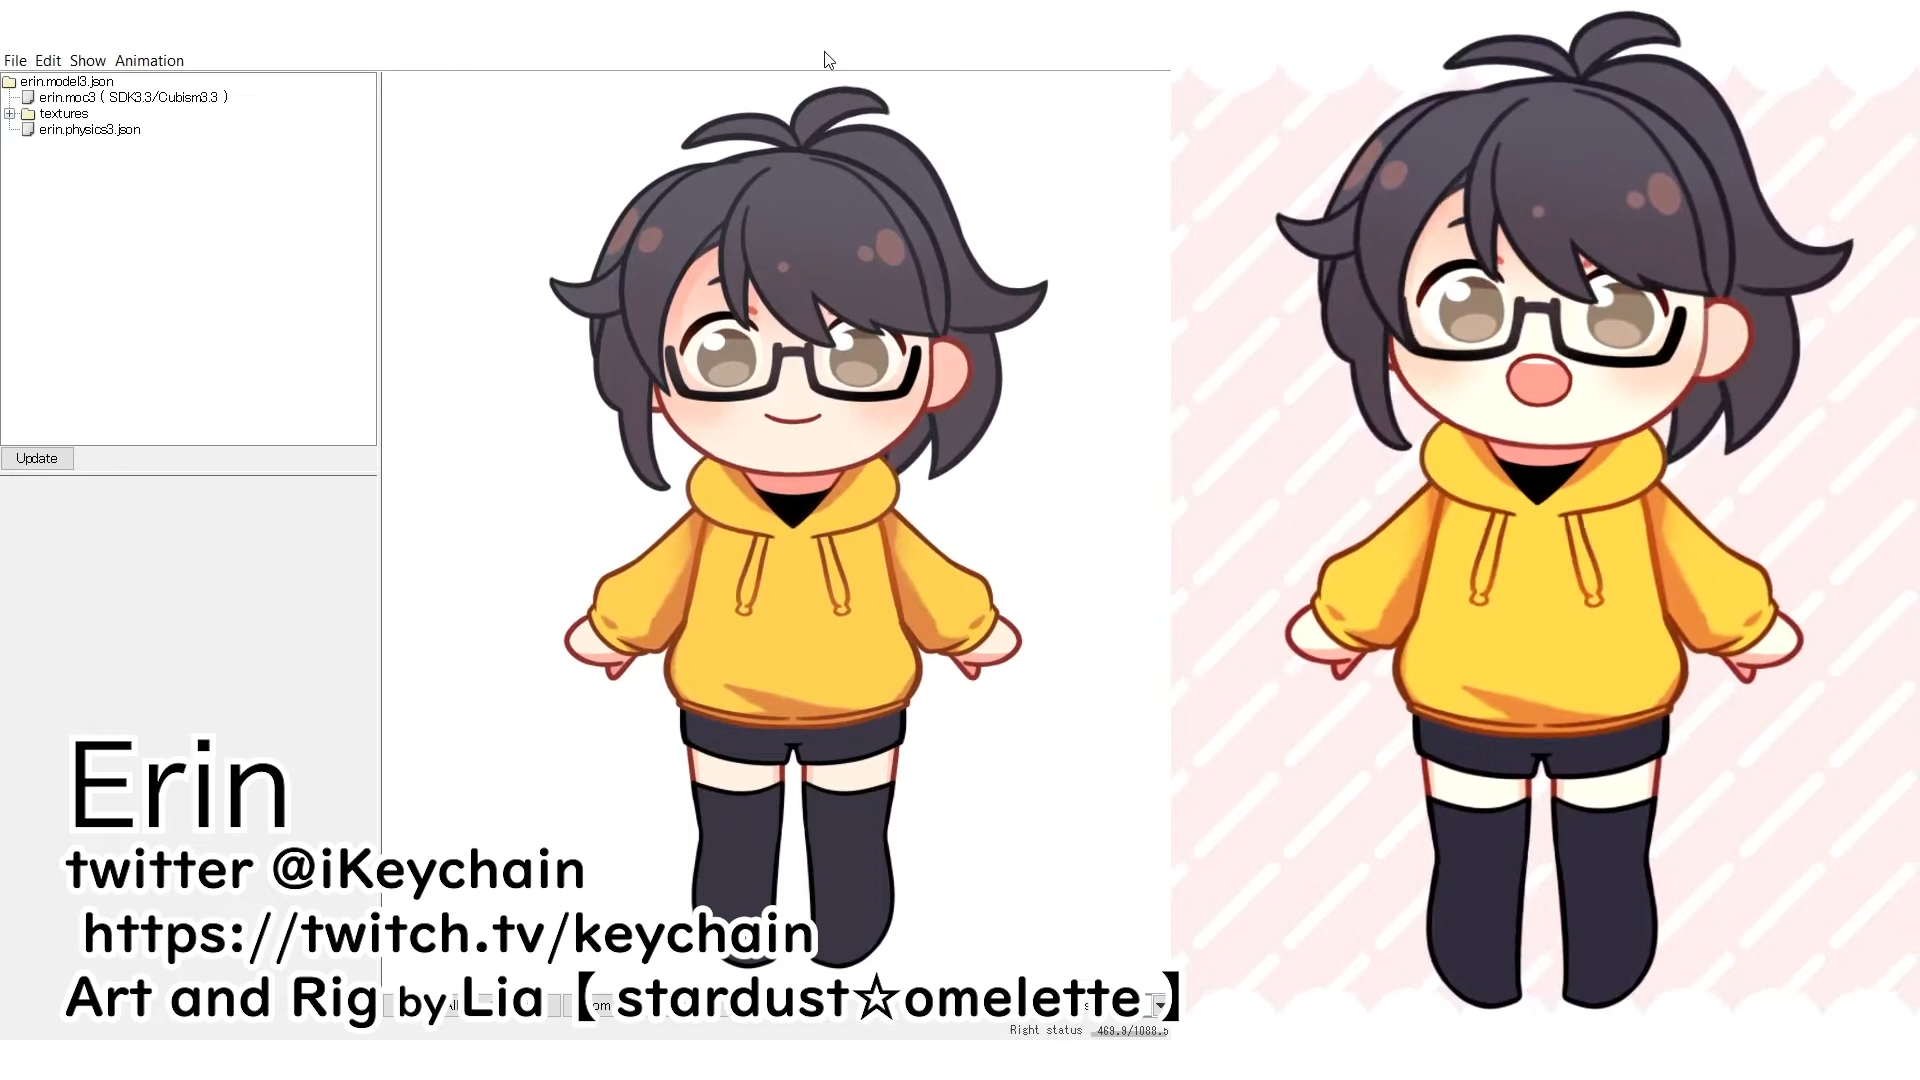 File Edit Show Animation
erin.model3.json
erin.moc3 ( SDK3.3/Cubism3.3 )
textures
erin.physics3.json
Update
Erin
twitter @iKeychain
https://twitch.tv/keychain
Art and Rig by Lia【 stardust☆omelette 】
Right status